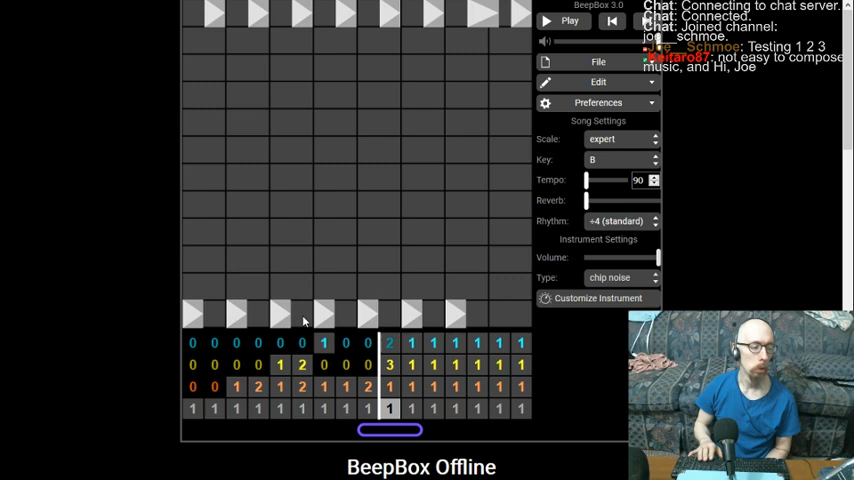 BeepBox 3.0
Chat: Connecting to chat server.
Chat: Connected.
Chat: Joined channel:
joe__schmoe.
Schmoe: Testing 1 2 3
Keitaro87: not easy to compose
music, and Hi, Joe
Play
File
Edit
Preferences
Song Settings
Scale: expert
Key: B
Tempo: 90
Reverb:
Rhythm: ÷4 (standard)
Instrument Settings
Volume:
Type: chip noise
Customize Instrument
0 0 0 0 0 0 1 0 0 2 1 1 1 1 1 1
0 0 0 0 1 2 0 0 0 3 1 1 1 1 1 1
0 0 1 2 1 2 1 1 2 1 1 1 1 1 1 1
1 1 1 1 1 1 1 1 1 1 1 1 1 1 1 1
BeepBox Offline